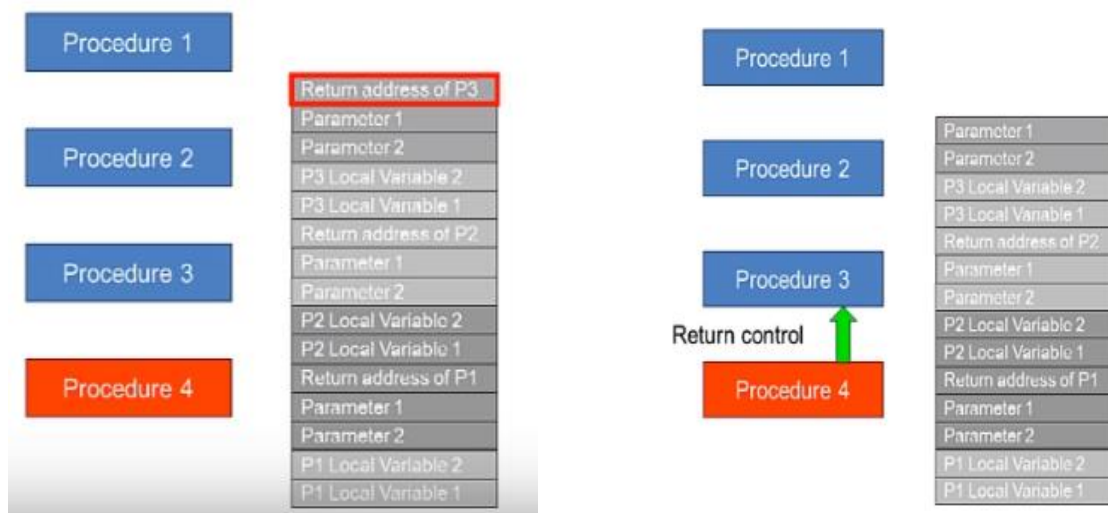 Procedure 1
Procedure 2
Procedure 3
Procedure 4
Return address of P3
Parameter 1
Parameter 2
P3 Local Variable 2
P3 Local Variable 1
Return address of P2
Parameter 1
Parameter 2
P2 Local Variable 2
P2 Local Variable 1
Return address of P1
Parameter 1
Parameter 2
P1 Local Variable 2
P1 Local Variable 1
Procedure 1
Procedure 2
Procedure 3
Return control
Procedure 4
Parameter 1
Parameter 2
P3 Local Variable 2
P3 Local Variable 1
Return address of P2
Parameter 1
Parameter 2
P2 Local Variable 2
P2 Local Variable 1
Return address of P1
Parameter 1
Parameter 2
P1 Local Variable 2
P1 Local Variable 1